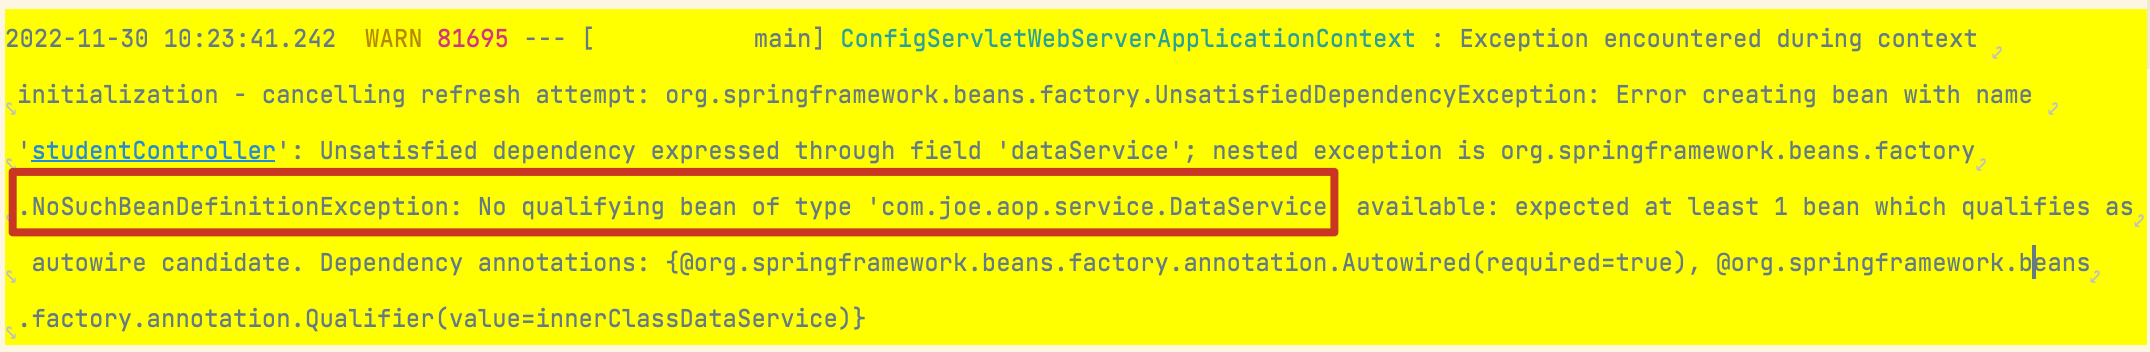 2022-11-30 10:23:41.242  WARN 81695 --- [           main] ConfigServletWebServerApplicationContext : Exception encountered during context
initialization - cancelling refresh attempt: org.springframework.beans.factory.UnsatisfiedDependencyException: Error creating bean with name
'studentController': Unsatisfied dependency expressed through field 'dataService'; nested exception is org.springframework.beans.factory
.NoSuchBeanDefinitionException: No qualifying bean of type 'com.joe.aop.service.DataService available: expected at least 1 bean which qualifies as
autowire candidate. Dependency annotations: {@org.springframework.beans.factory.annotation.Autowired(required=true), @org.springframework.beans
.factory.annotation.Qualifier(value=innerClassDataService)}